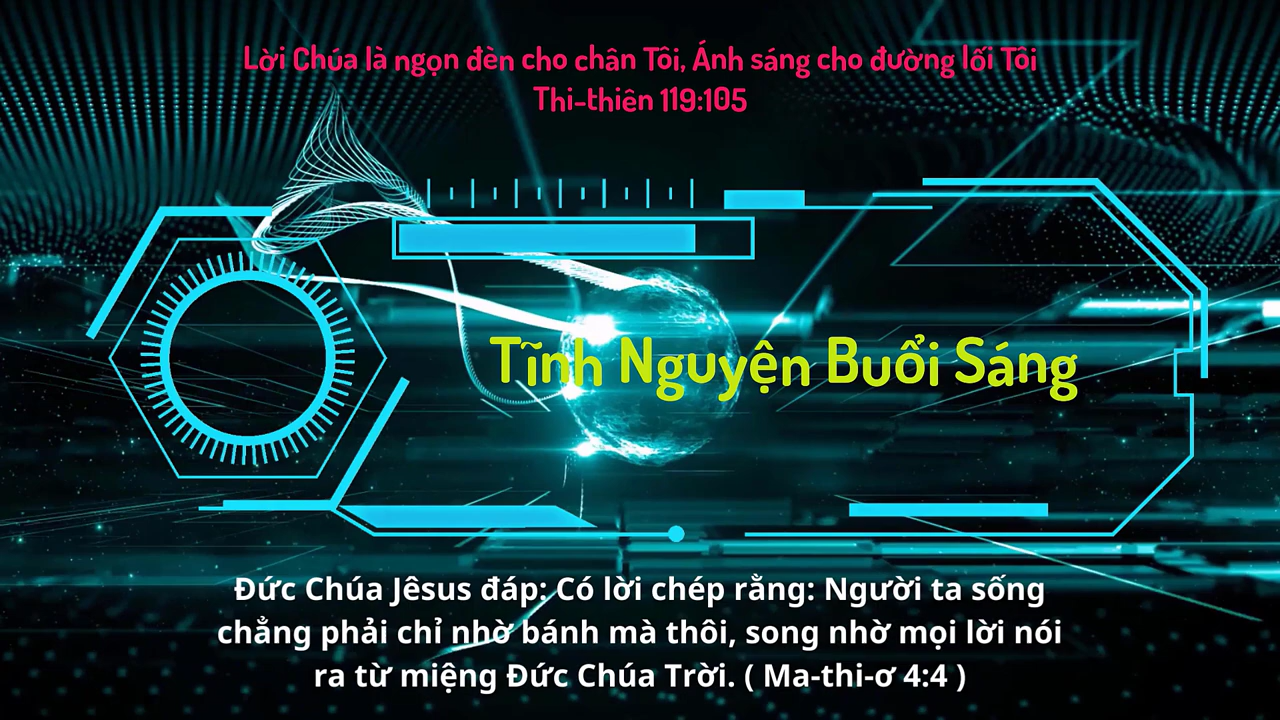 Lời Chúa là ngọn đèn cho chân Tôi, Ánh sáng cho đường lối Tôi
Thi-thiên 119:105
Tĩnh Nguyện Buổi Sáng
Đức Chúa Jêsus đáp: Có lời chép rằng: Người ta sống
chẳng phải chỉ nhờ bánh mà thôi, song nhờ mọi lời nói
ra từ miệng Đức Chúa Trời. ( Ma-thi-ơ 4:4 )